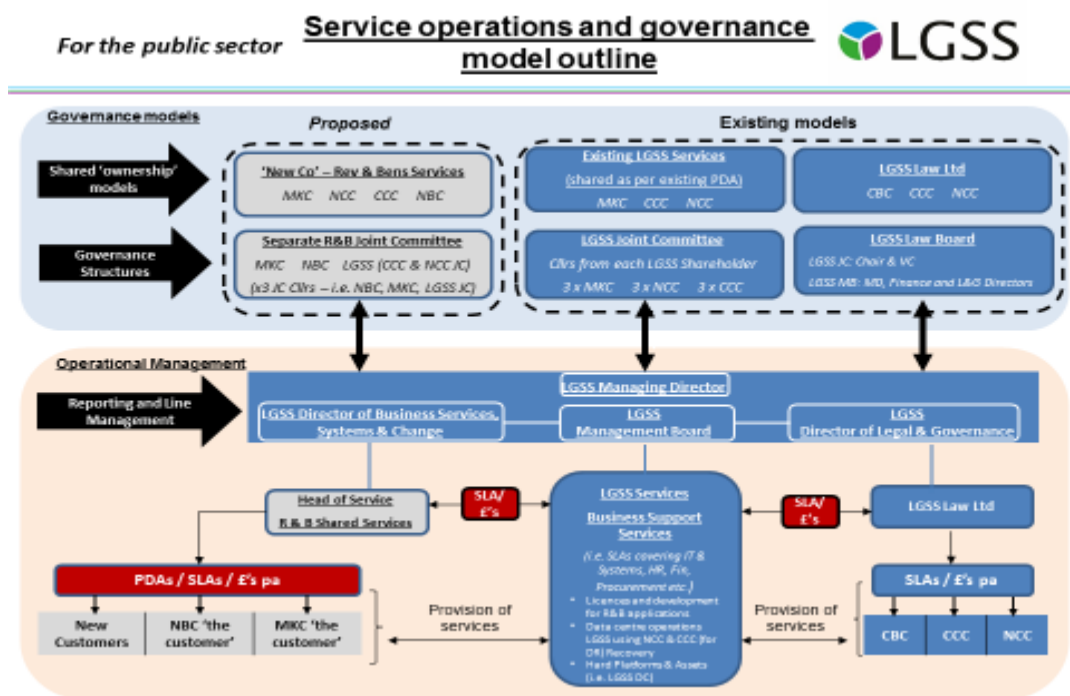 For the public sector
Service operations and governance
model outline
LGSS
Governance models
Proposed
Existing models
Shared 'ownership'
models
'New Co' – Rev & Bens Services
MKC NCC CCC NBC
Existing LGSS Services
(shared as per existing PDA)
MKC CCC NCC
LGSS Law Ltd
CBC CCC NCC
Governance
Structures
Separate R&B Joint Committee
MKC NBC LGSS (CCC & NCC JC)
(x3 JC Cllrs – i.e. NBC, MKC, LGSS JC)
LGSS Joint Committee
Cllrs from each LGSS Shareholder
3 x MKC 3 x NCC 3 x CCC
LGSS Law Board
LGSS JC: Chair & VC
LGSS MB: MD, Finance and L&G Directors
Operational Management
Reporting and Line
Management
LGSS Managing Director
LGSS Director of Business Services,
Systems & Change
LGSS
Management Board
LGSS
Director of Legal & Governance
Head of Service
R & B Shared Services
SLA/
£'s
LGSS Services
Business Support
Services
(i.e. SLAs covering IT &
Systems, HR, Fin,
Procurement etc.)
• Licences and development
for R&B applications
• Data centre operations
LGSS using NCC & CCC (for
DR) Recovery
• Hard Platforms & Assets
(i.e. LGSS DC)
SLA/
£'s
LGSS Law Ltd
PDAs / SLAs / £'s pa
New
Customers
NBC 'the
customer'
MKC 'the
customer'
Provision of
services
Provision of
services
SLAs / £'s pa
CBC
CCC
NCC